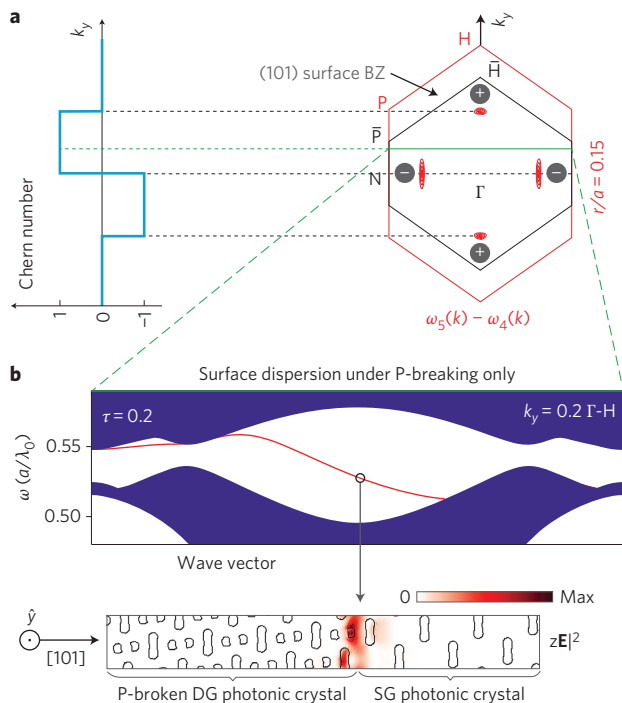 a
k_y
k_y
H
H̄
(101) surface BZ
+
P
P̄
N
−
−
Γ
r/a = 0.15
+
Chern number
1
0
−1
ω₅(k) − ω₄(k)
b
Surface dispersion under P-breaking only
τ = 0.2
k_y = 0.2 Γ-H
ω (a/λ₀)
0.55
0.50
Wave vector
0
Max
ŷ
[101]
zE|²
P-broken DG photonic crystal
SG photonic crystal